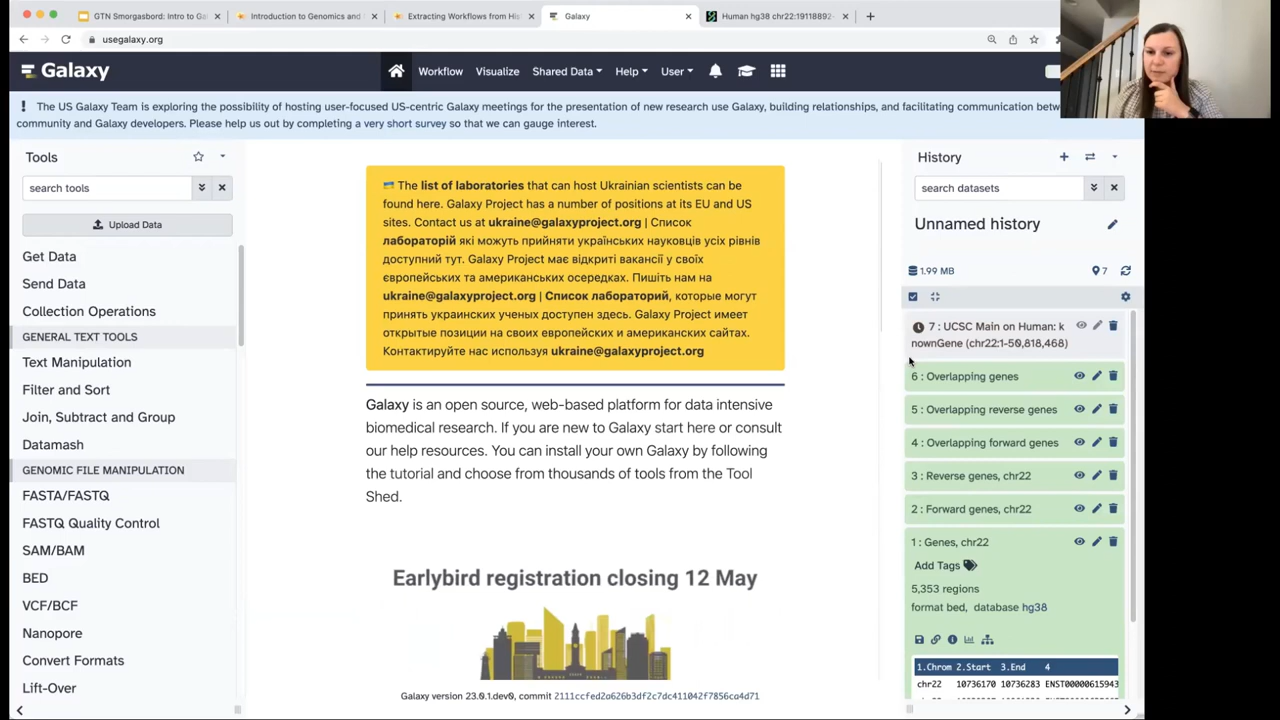 GTN Smorgasbord: Intro to Gal
Introduction to Genomics and
Extracting Workflows from His
Galaxy
Human hg38 chr22:19118892-
usegalaxy.org
Galaxy
Workflow Visualize Shared Data Help User
The US Galaxy Team is exploring the possibility of hosting user-focused US-centric Galaxy meetings for the presentation of new research use Galaxy, building relationships, and facilitating communication betw
community and Galaxy developers. Please help us out by completing a very short survey so that we can gauge interest.
Tools
search tools
Upload Data
Get Data
Send Data
Collection Operations
GENERAL TEXT TOOLS
Text Manipulation
Filter and Sort
Join, Subtract and Group
Datamash
GENOMIC FILE MANIPULATION
FASTA/FASTQ
FASTQ Quality Control
SAM/BAM
BED
VCF/BCF
Nanopore
Convert Formats
Lift-Over
The list of laboratories that can host Ukrainian scientists can be
found here. Galaxy Project has a number of positions at its EU and US
sites. Contact us at ukraine@galaxyproject.org | Список
лабораторій які можуть прийняти українських науковців усіх рівнів
доступний тут. Galaxy Project має відкриті вакансії у своїх
європейських та американських осередках. Пишіть нам на
ukraine@galaxyproject.org | Список лабораторий, которые могут
принять украинских ученых доступен здесь. Galaxy Project имеет
открытые позиции на своих европейских и американских сайтах.
Контактируйте нас используя ukraine@galaxyproject.org
Galaxy is an open source, web-based platform for data intensive
biomedical research. If you are new to Galaxy start here or consult
our help resources. You can install your own Galaxy by following
the tutorial and choose from thousands of tools from the Tool
Shed.
Earlybird registration closing 12 May
Galaxy version 23.0.1.dev0, commit 2111ccfed2a626b3df2c7dc411042f7856ca4d71
History
search datasets
Unnamed history
1.99 MB
7
7 : UCSC Main on Human: k
nownGene (chr22:1-50,818,468)
6 : Overlapping genes
5 : Overlapping reverse genes
4 : Overlapping forward genes
3 : Reverse genes, chr22
2 : Forward genes, chr22
1 : Genes, chr22
Add Tags
5,353 regions
format bed, database hg38
1.Chrom 2.Start 3.End 4
chr22 10736170 10736283 ENST00000615943